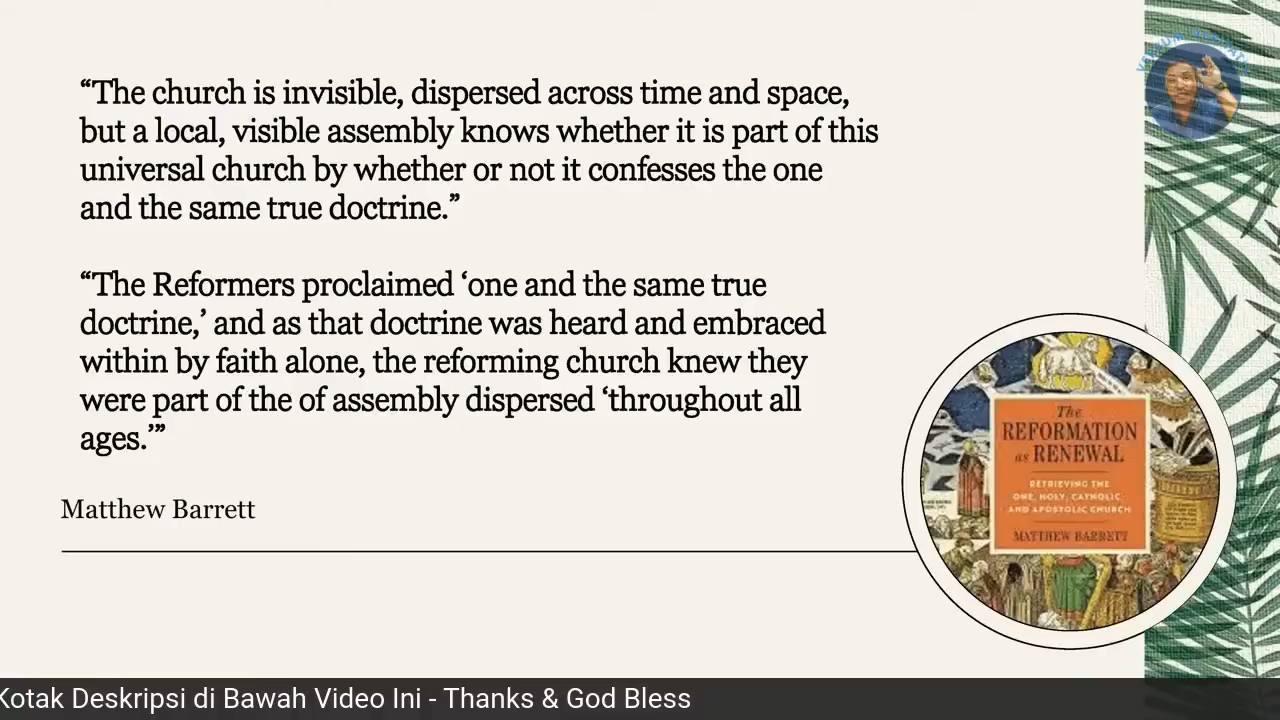 “The church is invisible, dispersed across time and space,
but a local, visible assembly knows whether it is part of this
universal church by whether or not it confesses the one
and the same true doctrine.”
“The Reformers proclaimed ‘one and the same true
doctrine,’ and as that doctrine was heard and embraced
within by faith alone, the reforming church knew they
were part of the of assembly dispersed ‘throughout all
ages.’”
Matthew Barrett
The
REFORMATION
as RENEWAL
RETRIEVING THE
ONE, HOLY, CATHOLIC,
AND APOSTOLIC CHURCH
MATTHEW BARRETT
Kotak Deskripsi di Bawah Video Ini - Thanks & God Bless